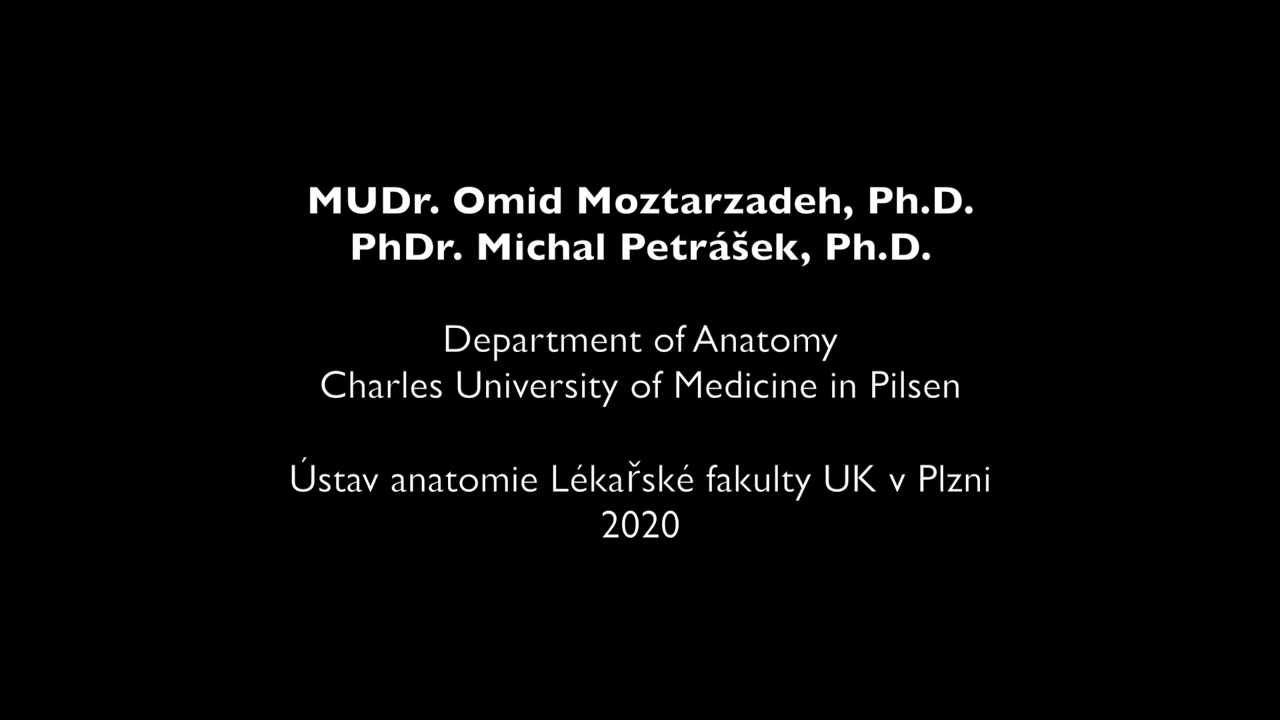 MUDr. Omid Moztarzadeh, Ph.D.
PhDr. Michal Petrášek, Ph.D.
Department of Anatomy
Charles University of Medicine in Pilsen
Ústav anatomie Lékařské fakulty UK v Plzni
2020